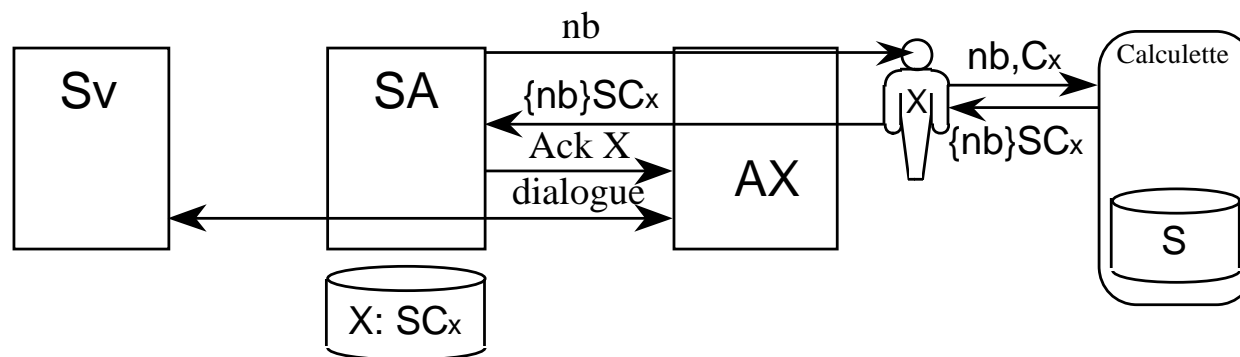 nb
Sv
SA
{nb}SCx
Ack X
dialogue
AX
X
nb,Cx
{nb}SCx
Calculette
S
X: SCx